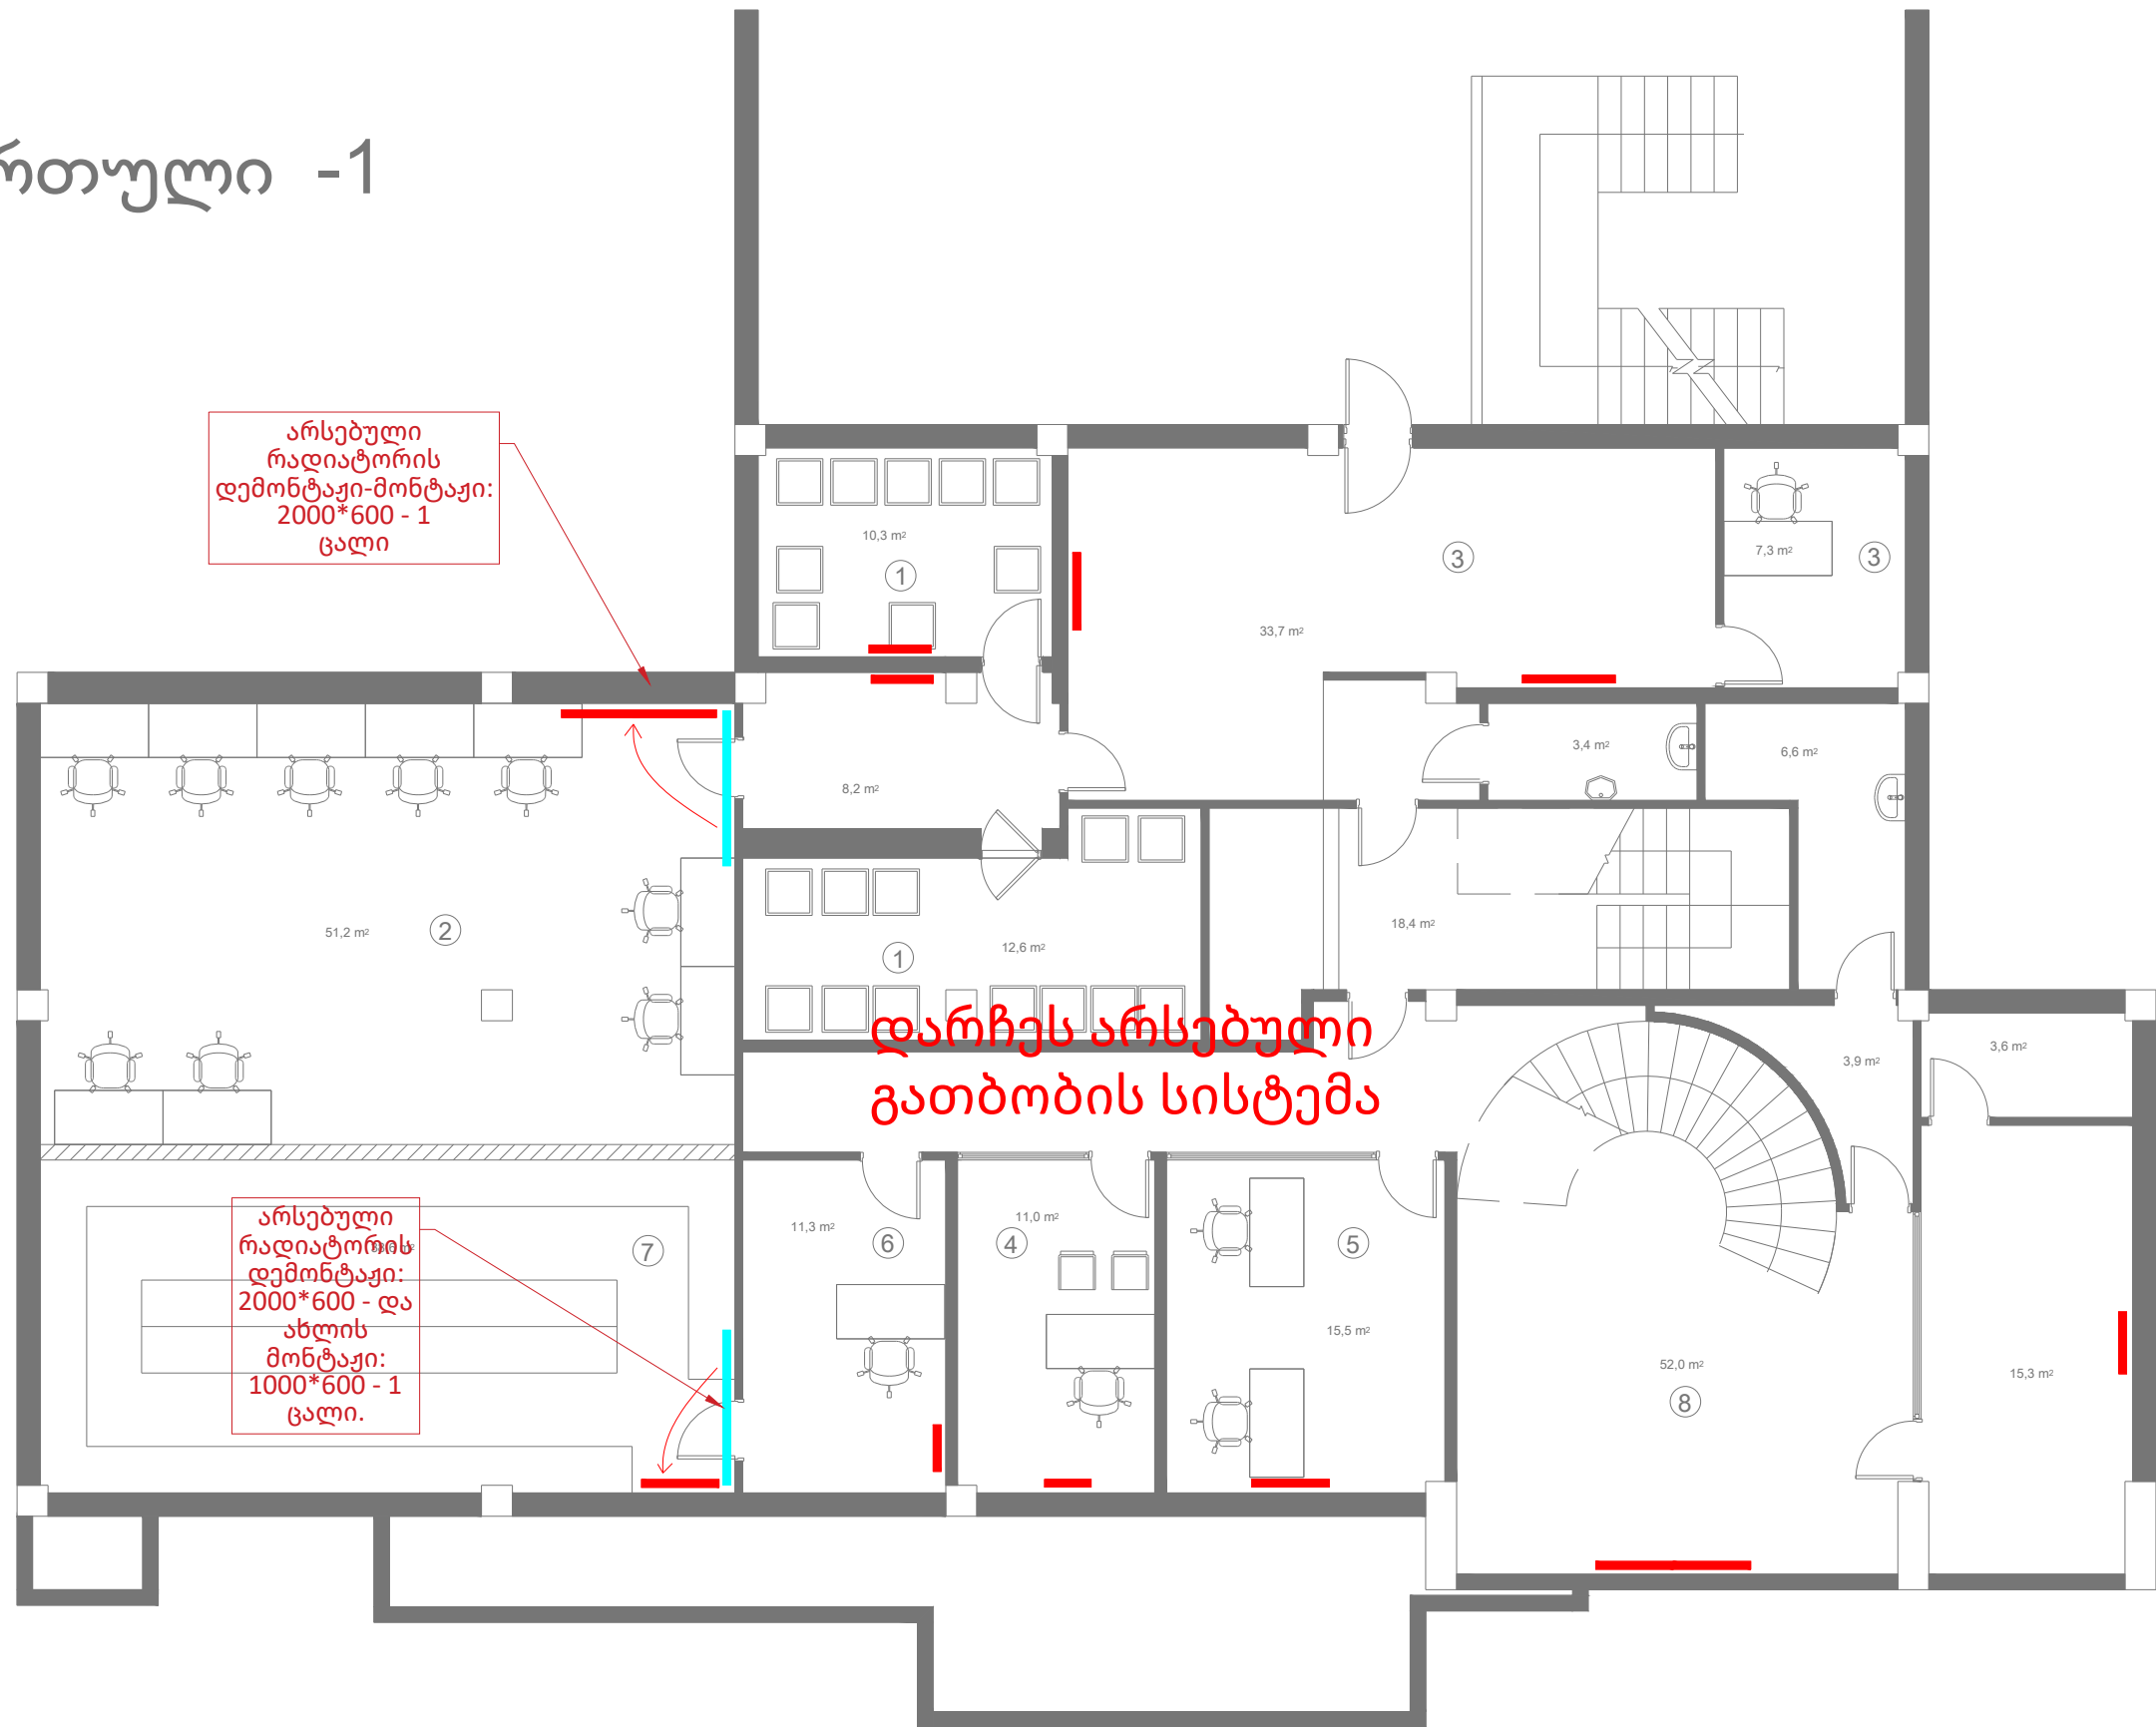 რთული -1
არსებული
რადიატორის
დემონტაჟი-მონტაჟი:
2000*600 - 1
ცალი
10,3 m²
1
3
7,3 m²
3
33,7 m²
3,4 m²
6,6 m²
8,2 m²
51,2 m²
2
12,6 m²
1
18,4 m²
დარჩეს არსებული
გათბობის სისტემა
3,9 m²
3,6 m²
არსებული
რადიატორის
დემონტაჟი:
2000*600 - და
ახლის
მონტაჟი:
1000*600 - 1
ცალი.
7
11,3 m²
6
11,0 m²
4
5
15,5 m²
52,0 m²
8
15,3 m²